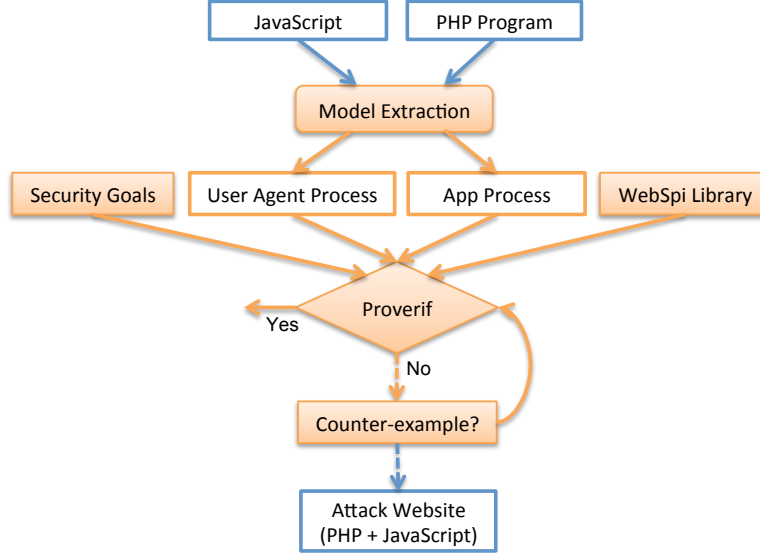 JavaScript
PHP Program
Model Extraction
Security Goals
User Agent Process
App Process
WebSpi Library
Proverif
Yes
No
Counter-example?
Attack Website
(PHP + JavaScript)